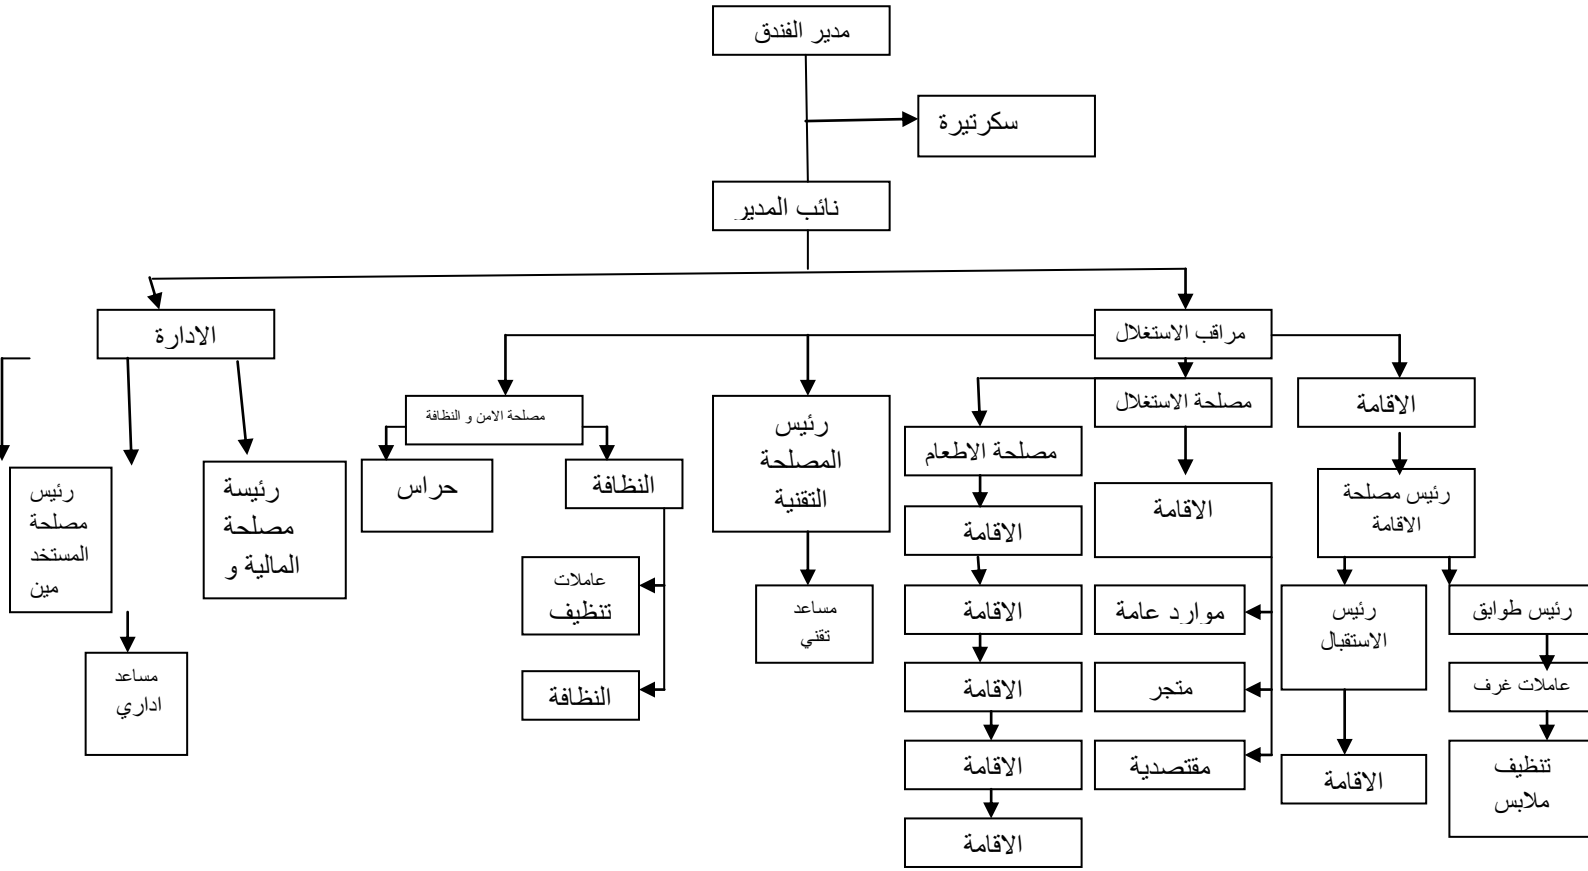 مدير الفندق
سكرتيرة
نائب المدير
مراقب الاستغلال
الادارة
الاقامة
مصلحة الاستغلال
مصلحة الامن و النظافة
رئيس
المصلحة
التقنية
مصلحة الاطعام
رئيس مصلحة
الاقامة
الاقامة
الاقامة
النظافة
حراس
رئيسة
مصلحة
المالية و
رئيس
مصلحة
المستخد
مين
رئيس طوابق
رئيس
الاستقبال
موارد عامة
الاقامة
مساعد
تقني
عاملات
تنظيف
مساعد
اداري
عاملات غرف
متجر
الاقامة
النظافة
تنظيف
ملابس
الاقامة
مقتصدية
الاقامة
الاقامة